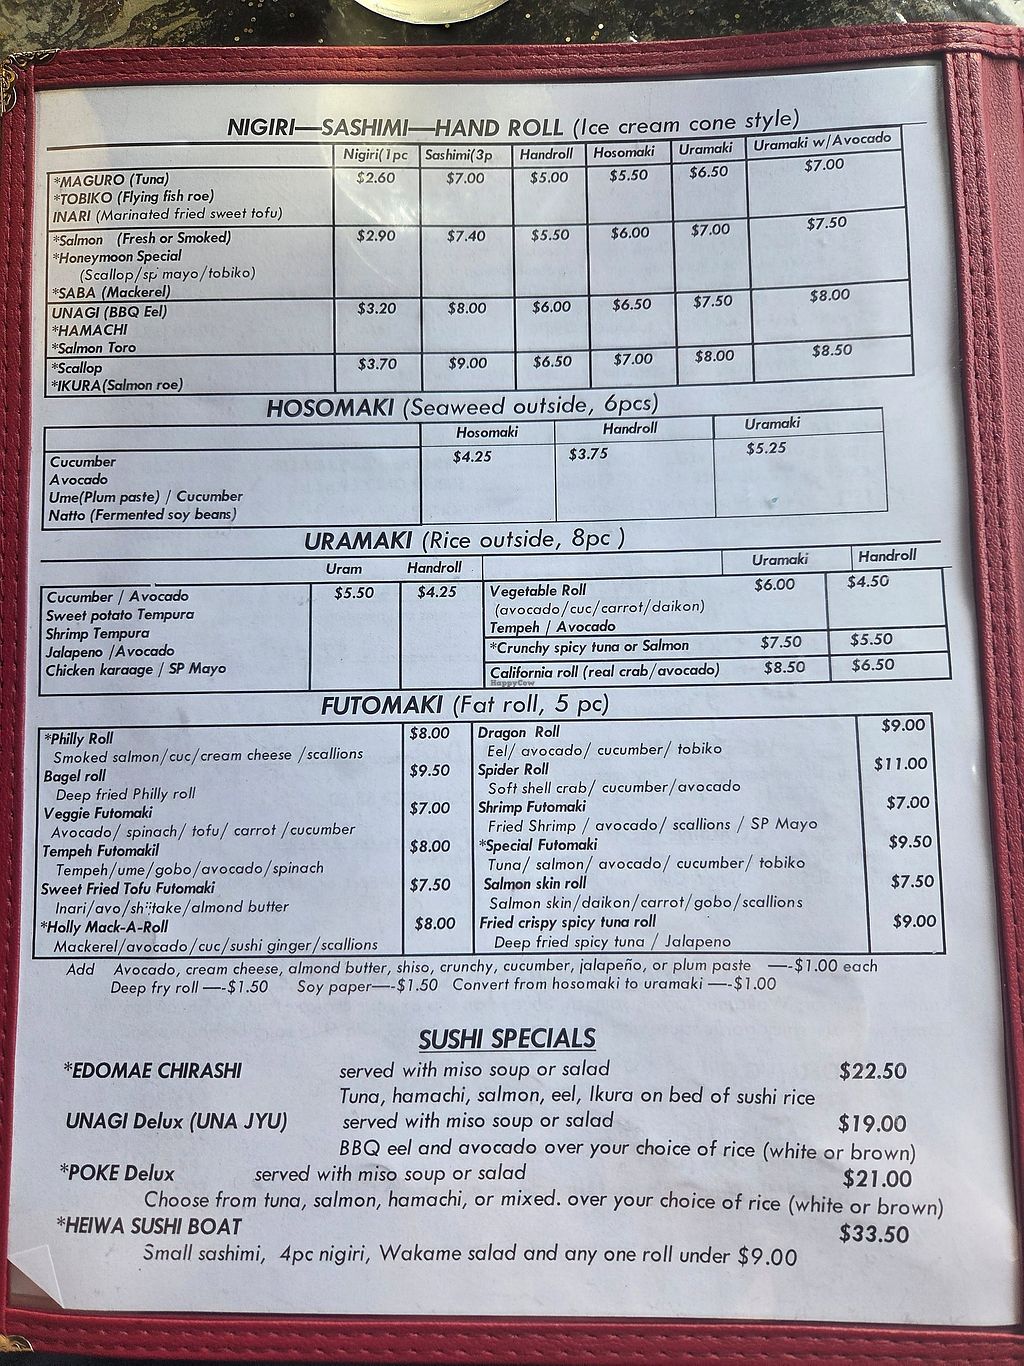 NIGIRI—SASHIMI—HAND ROLL (Ice cream cone style)
Nigiri(1pc Sashimi(3p Handroll Hosomaki Uramaki Uramaki w/Avocado
*MAGURO (Tuna) $2.60 $7.00 $5.00 $5.50 $6.50 $7.00
*TOBIKO (Flying fish roe)
INARI (Marinated fried sweet tofu)
*Salmon (Fresh or Smoked) $2.90 $7.40 $5.50 $6.00 $7.00 $7.50
*Honeymoon Special
(Scallop/sp mayo/tobiko)
*SABA (Mackerel)
UNAGI (BBQ Eel) $3.20 $8.00 $6.00 $6.50 $7.50 $8.00
*HAMACHI
*Salmon Toro
*Scallop $3.70 $9.00 $6.50 $7.00 $8.00 $8.50
*IKURA(Salmon roe)
HOSOMAKI (Seaweed outside, 6pcs)
Hosomaki Handroll Uramaki
Cucumber $4.25 $3.75 $5.25
Avocado
Ume(Plum paste) / Cucumber
Natto (Fermented soy beans)
URAMAKI (Rice outside, 8pc )
Uram Handroll
Cucumber / Avocado $5.50 $4.25
Sweet potato Tempura
Shrimp Tempura
Jalapeno /Avocado
Chicken karaage / SP Mayo
Uramaki Handroll
Vegetable Roll $6.00 $4.50
(avocado/cuc/carrot/daikon)
Tempeh / Avocado
*Crunchy spicy tuna or Salmon $7.50 $5.50
California roll (real crab/avocado) $8.50 $6.50
HappyCow
FUTOMAKI (Fat roll, 5 pc)
*Philly Roll $8.00
Smoked salmon/cuc/cream cheese /scallions
Bagel roll $9.50
Deep fried Philly roll
Veggie Futomaki $7.00
Avocado/ spinach/ tofu/ carrot /cucumber
Tempeh Futomakil $8.00
Tempeh/ume/gobo/avocado/spinach
Sweet Fried Tofu Futomaki $7.50
Inari/avo/shiitake/almond butter
*Holly Mack-A-Roll $8.00
Mackerel/avocado/cuc/sushi ginger/scallions
Dragon Roll $9.00
Eel/ avocado/ cucumber/ tobiko
Spider Roll $11.00
Soft shell crab/ cucumber/avocado
Shrimp Futomaki $7.00
Fried Shrimp / avocado/ scallions / SP Mayo
*Special Futomaki $9.50
Tuna/ salmon/ avocado/ cucumber/ tobiko
Salmon skin roll $7.50
Salmon skin/daikon/carrot/gobo/scallions
Fried crispy spicy tuna roll $9.00
Deep fried spicy tuna / Jalapeno
Add Avocado, cream cheese, almond butter, shiso, crunchy, cucumber, jalapeño, or plum paste —-$1.00 each
Deep fry roll —-$1.50 Soy paper—-$1.50 Convert from hosomaki to uramaki —-$1.00
SUSHI SPECIALS
*EDOMAE CHIRASHI served with miso soup or salad $22.50
Tuna, hamachi, salmon, eel, Ikura on bed of sushi rice
UNAGI Delux (UNA JYU) served with miso soup or salad $19.00
BBQ eel and avocado over your choice of rice (white or brown)
*POKE Delux served with miso soup or salad $21.00
Choose from tuna, salmon, hamachi, or mixed. over your choice of rice (white or brown)
*HEIWA SUSHI BOAT $33.50
Small sashimi, 4pc nigiri, Wakame salad and any one roll under $9.00